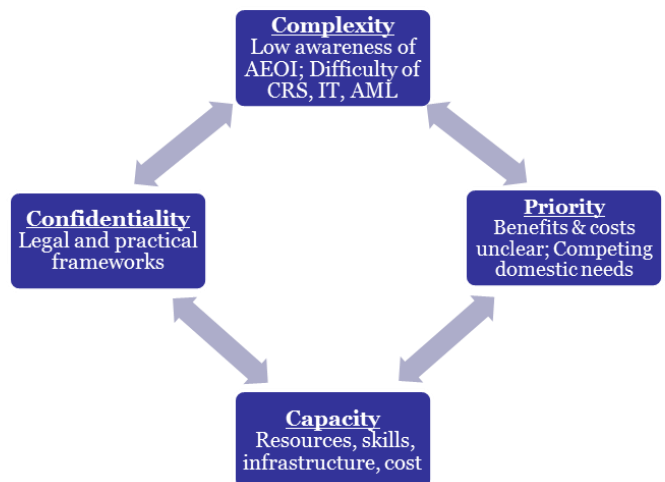 Complexity
Low awareness of
AEOI; Difficulty of
CRS, IT, AML
Confidentiality
Legal and practical
frameworks
Priority
Benefits & costs
unclear; Competing
domestic needs
Capacity
Resources, skills,
infrastructure, cost